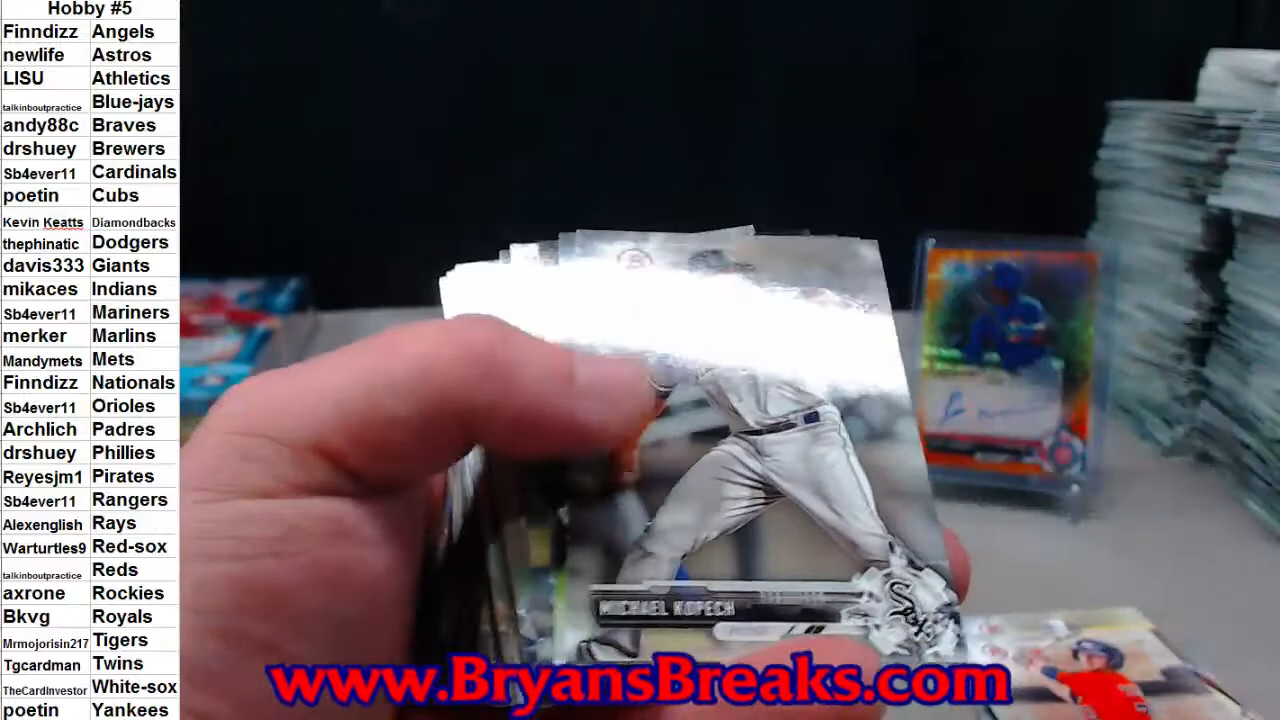 Hobby #5
Finndizz Angels
newlife Astros
LISU Athletics
talkinboutpractice Blue-jays
andy88c Braves
drshuey Brewers
Sb4ever11 Cardinals
poetin Cubs
Kevin Keatts Diamondbacks
thephinatic Dodgers
davis333 Giants
mikaces Indians
Sb4ever11 Mariners
merker Marlins
Mandymets Mets
Finndizz Nationals
Sb4ever11 Orioles
Archlich Padres
drshuey Phillies
Reyesjm1 Pirates
Sb4ever11 Rangers
Alexenglish Rays
Warturtles9 Red-sox
talkinboutpractice Reds
axrone Rockies
Bkvg Royals
Mrmojorisin217 Tigers
Tgcardman Twins
TheCardInvestor White-sox
poetin Yankees
MICHAEL KOPECH
www.BryansBreaks.com